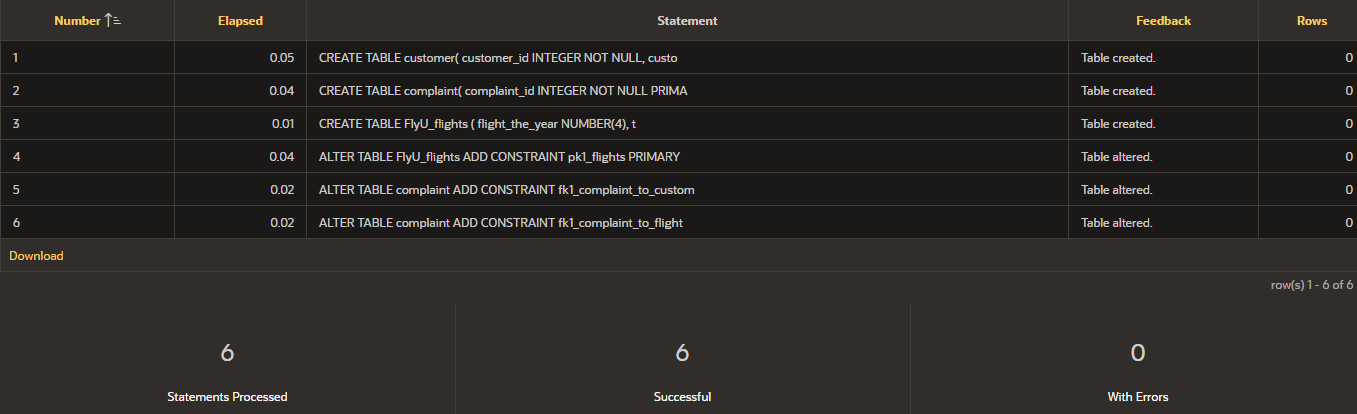 Number Elapsed Statement Feedback Rows
1 0.05 CREATE TABLE customer( customer_id INTEGER NOT NULL, custo Table created. 0
2 0.04 CREATE TABLE complaint( complaint_id INTEGER NOT NULL PRIMA Table created. 0
3 0.01 CREATE TABLE FlyU_flights ( flight_the_year NUMBER(4), t Table created. 0
4 0.04 ALTER TABLE FlyU_flights ADD CONSTRAINT pk1_flights PRIMARY Table altered. 0
5 0.02 ALTER TABLE complaint ADD CONSTRAINT fk1_complaint_to_custom Table altered. 0
6 0.02 ALTER TABLE complaint ADD CONSTRAINT fk1_complaint_to_flight Table altered. 0
Download
row(s) 1 - 6 of 6
6 6 0
Statements Processed Successful With Errors